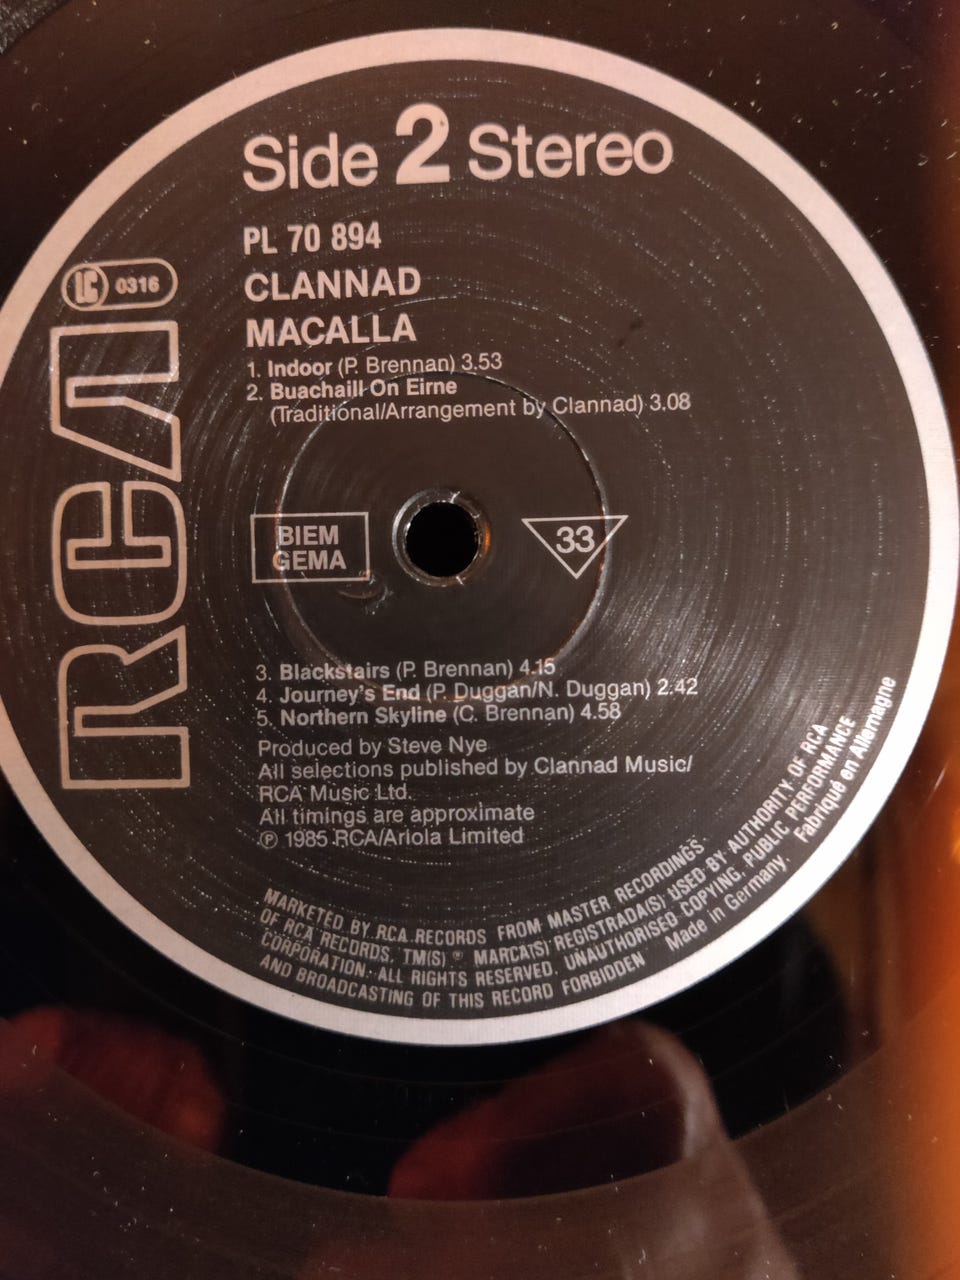 Side 2 Stereo
PL 70 894
CLANNAD
MACALLA
LC 0316
RCA
1. Indoor (P. Brennan) 3.53
2. Buachaill On Eirne
(Traditional/Arrangement by Clannad) 3.08
BIEM
GEMA
33
3. Blackstairs (P. Brennan) 4.15
4. Journey's End (P. Duggan/N. Duggan) 2.42
5. Northern Skyline (C. Brennan) 4.58
Produced by Steve Nye
All selections published by Clannad Music/
RCA Music Ltd.
All timings are approximate
℗ 1985 RCA/Ariola Limited
MARKETED BY RCA RECORDS FROM MASTER RECORDINGS
OF RCA RECORDS. TM(S) ® MARCA(S) REGISTRADA(S) USED BY AUTHORITY OF RCA
CORPORATION. ALL RIGHTS RESERVED. UNAUTHORISED COPYING, PUBLIC PERFORMANCE
AND BROADCASTING OF THIS RECORD FORBIDDEN Made in Germany. Fabriqué en Allemagne